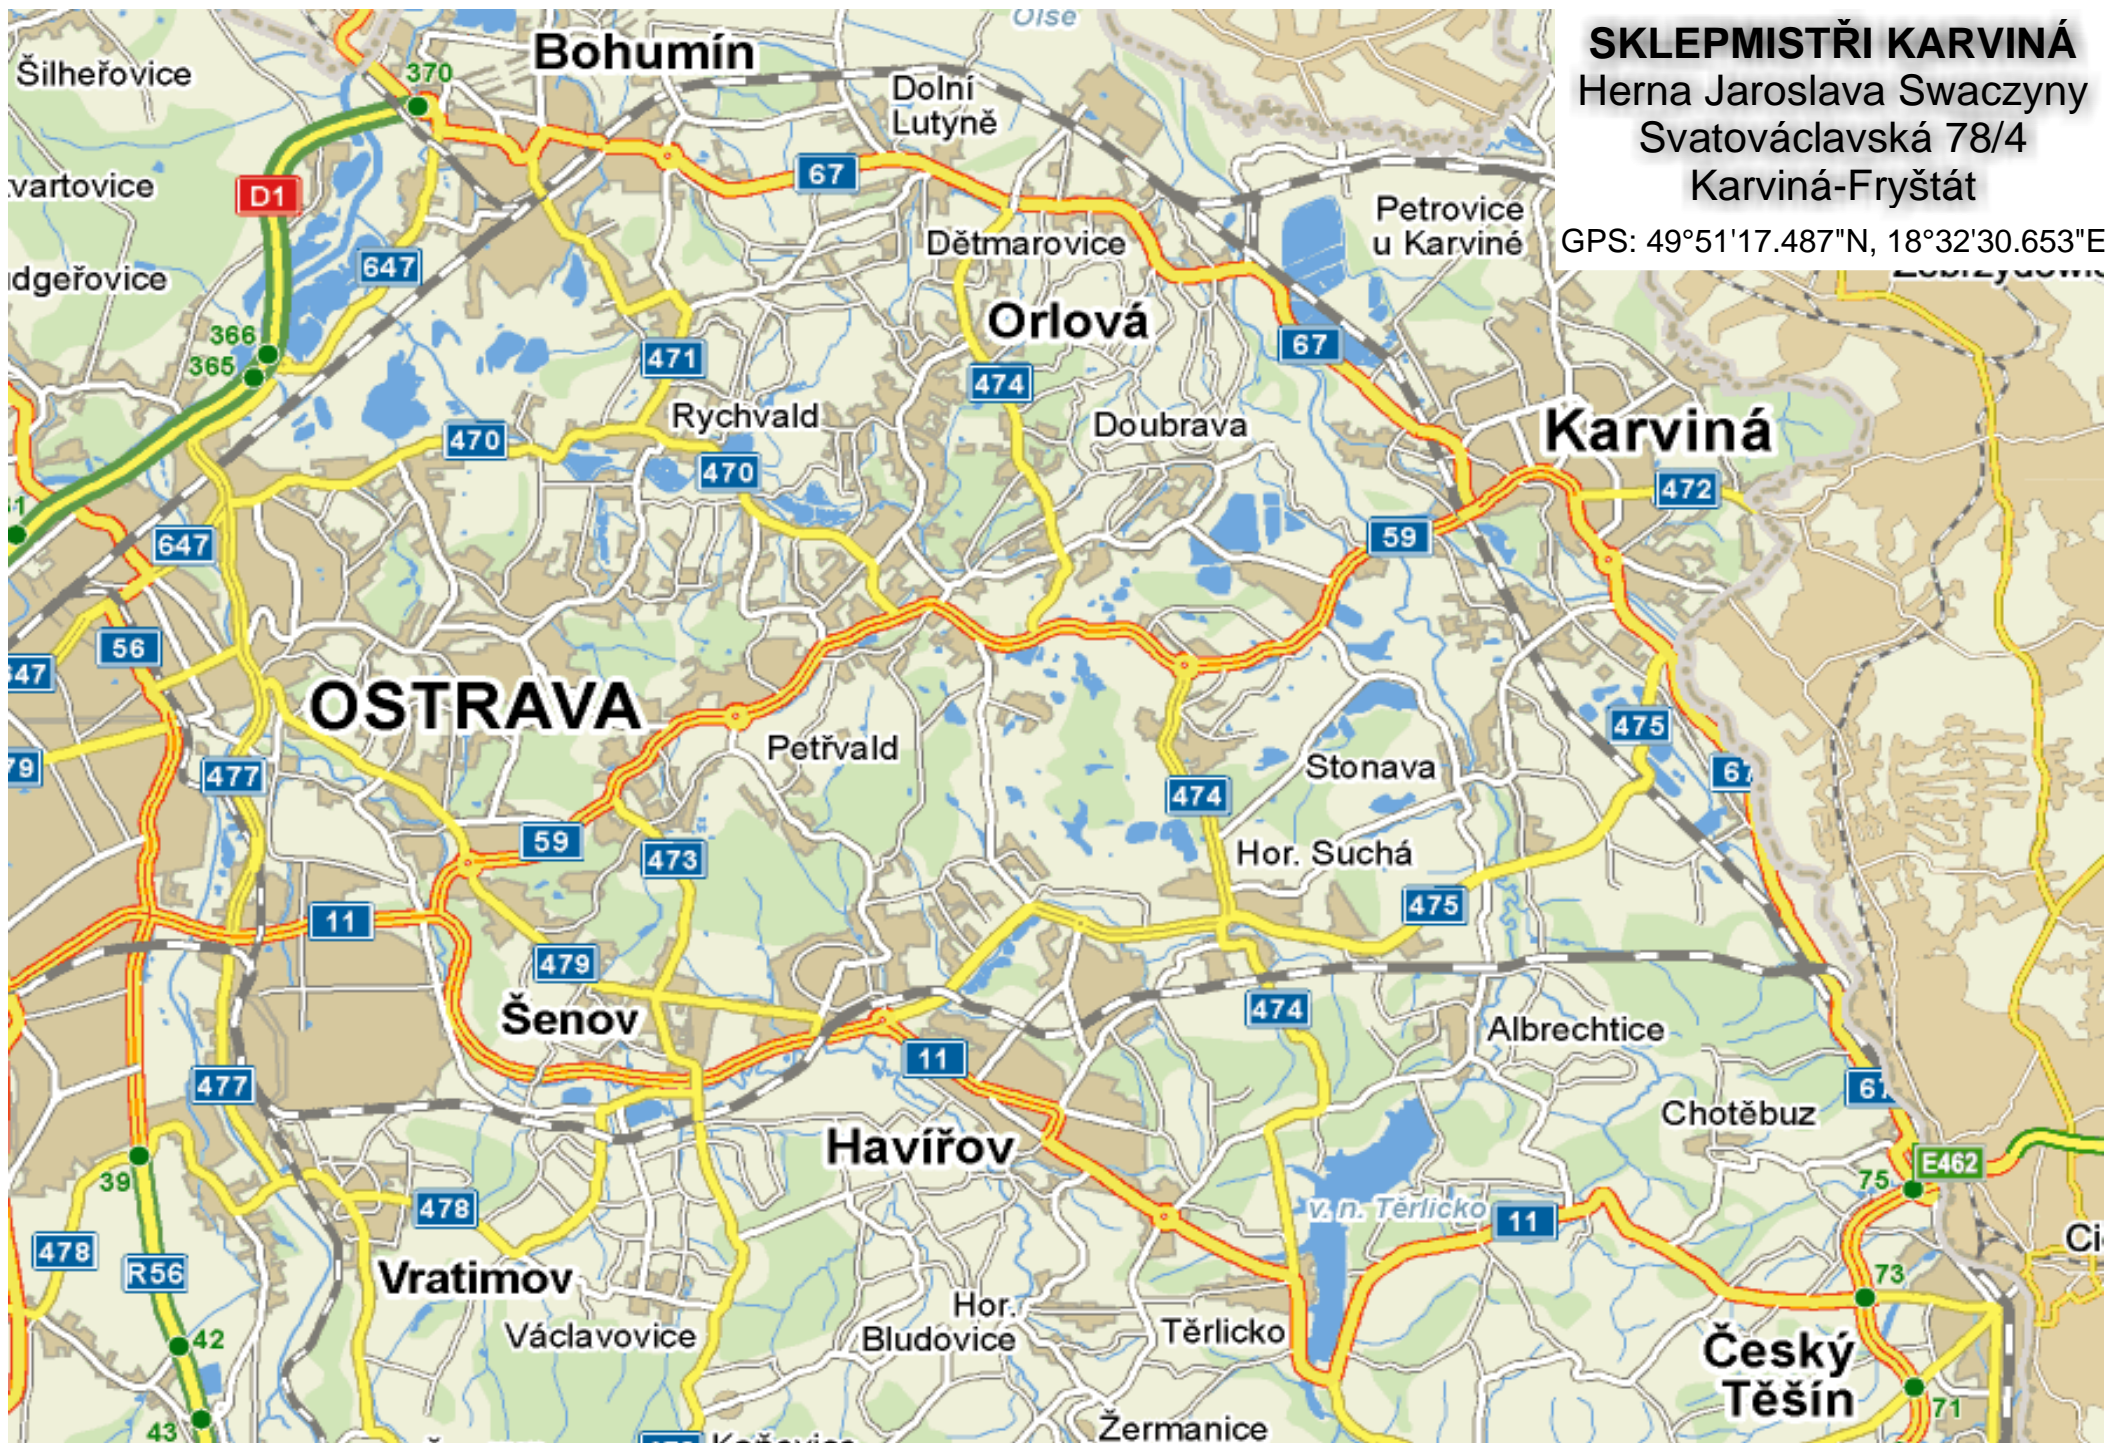 SKLEPMISTŘI KARVINÁ
Herna Jaroslava Swaczyny
Svatováclavská 78/4
Karviná-Fryštát
GPS: 49°51'17.487"N, 18°32'30.653"E
Olše
Bohumín
Šilheřovice
370
Dolní
Lutyně
67
D1
Petrovice
u Karviné
Dětmarovice
647
366
365
Orlová
67
471
474
Rychvald
Doubrava
Karviná
470
470
472
59
647
56
OSTRAVA
475
Petřvald
Stonava
67
477
474
59
473
Hor. Suchá
475
11
479
474
Šenov
Albrechtice
11
477
67
Chotěbuz
Havířov
E462
39
75
478
v. n. Těrlicko
11
478
R56
Vratimov
73
Hor.
Bludovice
Václavovice
Těrlicko
42
Český
Těšín
71
43
Žermanice